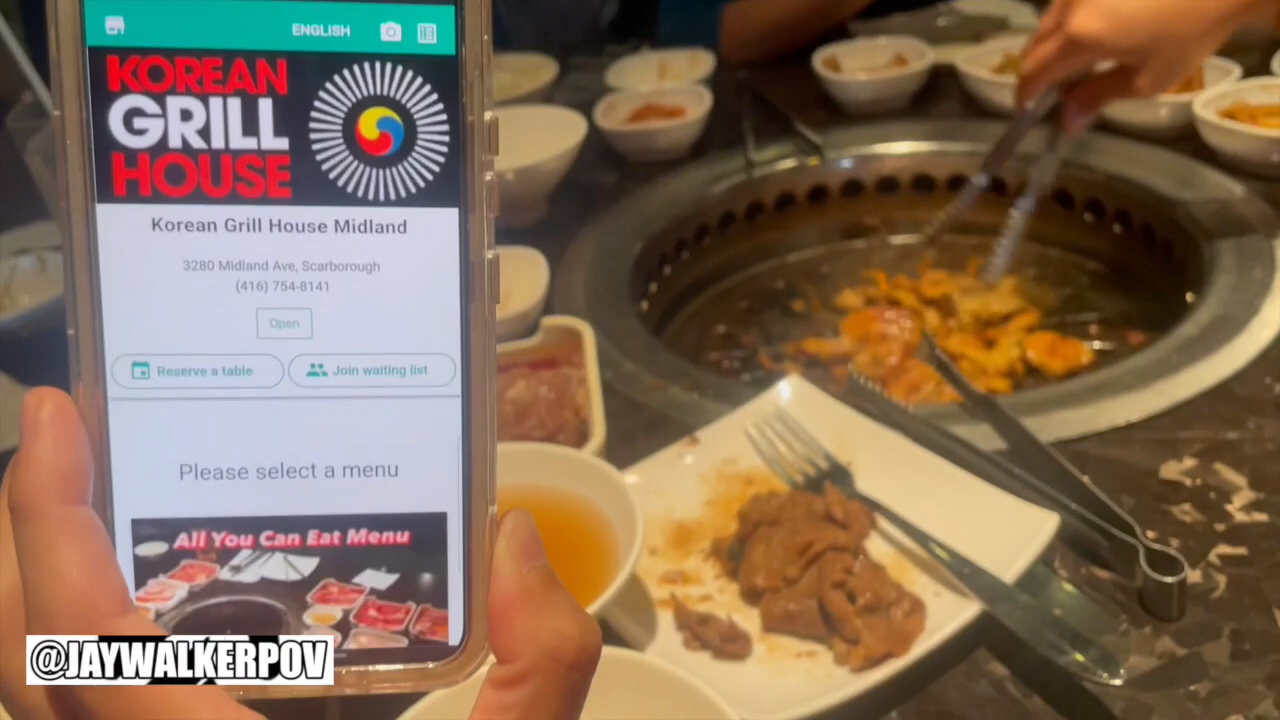 ENGLISH
KOREAN
GRILL
HOUSE
Korean Grill House Midland
3280 Midland Ave, Scarborough
(416) 754-8141
Open
Reserve a table
Join waiting list
Please select a menu
All You Can Eat Menu
@JAYWALKERPOV